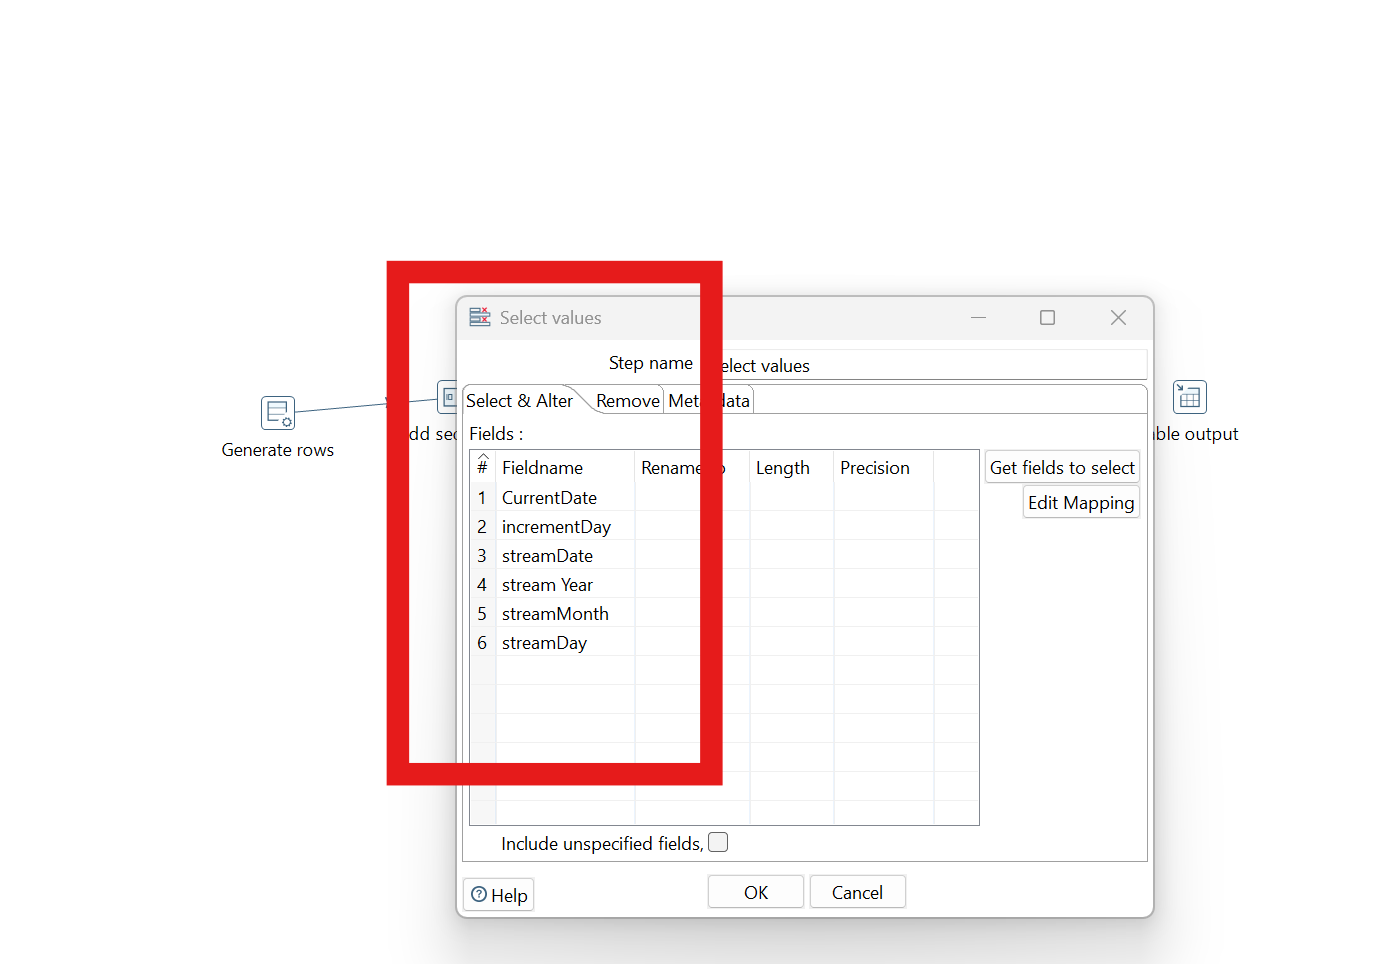 Select values
Step name elect values
Select & Alter Remove Met data
Fields :
# Fieldname Rename o Length Precision
1 CurrentDate
2 incrementDay
3 streamDate
4 stream Year
5 streamMonth
6 streamDay
Get fields to select
Edit Mapping
Include unspecified fields,
Help OK Cancel
Generate rows
dd sec
ble output